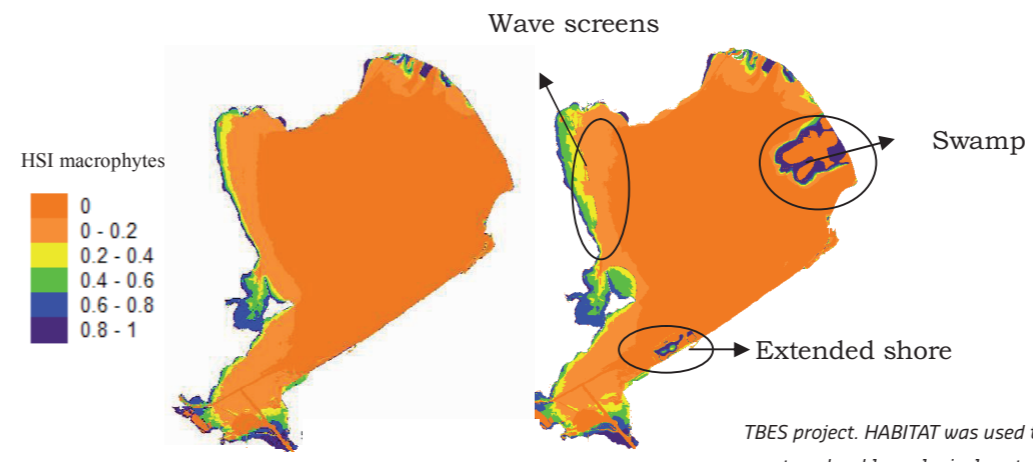 Wave screens
HSI macrophytes
0
0 - 0.2
0.2 - 0.4
0.4 - 0.6
0.6 - 0.8
0.8 - 1
Swamp
Extended shore
TBES project. HABITAT was used